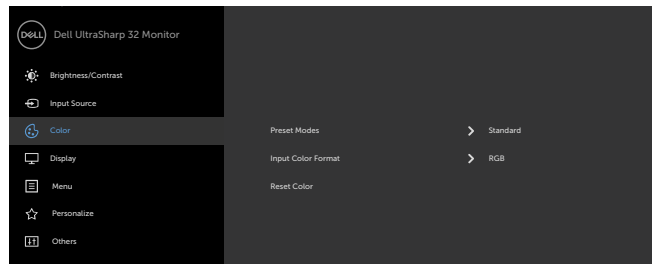 DELL Dell UltraSharp 32 Monitor
Brightness/Contrast
Input Source
Color Preset Modes Standard
Display Input Color Format RGB
Menu Reset Color
Personalize
Others